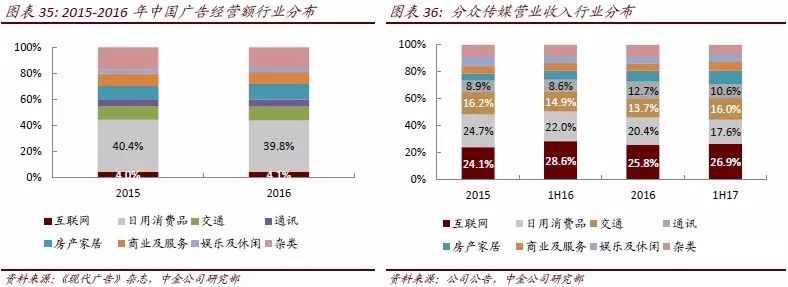 图表 35: 2015-2016 年中国广告经营额行业分布
100%
80%
60%
40%
20%
0%
40.4%
39.8%
4.0%
4.1%
2015
2016
互联网
日用消费品
交通
通讯
房产家居
商业及服务
娱乐及休闲
杂类
资料来源：《现代广告》杂志，中金公司研究部
图表 36: 分众传媒营业收入行业分布
100%
80%
60%
40%
20%
0%
8.9%
8.6%
12.7%
10.6%
16.2%
14.9%
13.7%
16.0%
24.7%
22.0%
20.4%
17.6%
24.1%
28.6%
25.8%
26.9%
2015
1H16
2016
1H17
互联网
日用消费品
交通
通讯
房产家居
商业及服务
娱乐及休闲
杂类
资料来源：公司公告，中金公司研究部